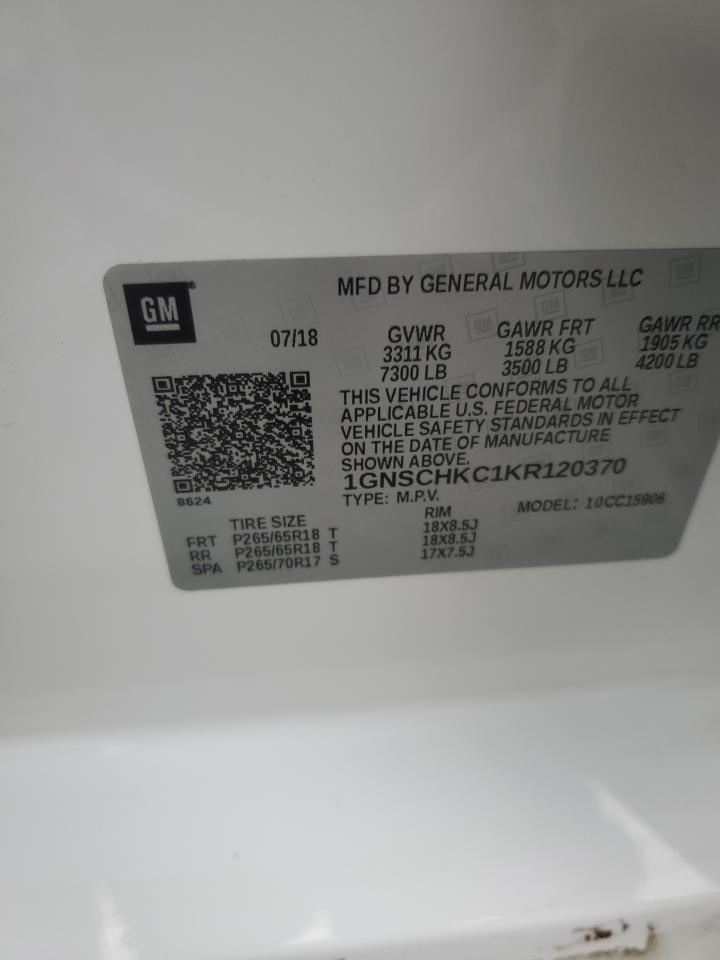 GM®
MFD BY GENERAL MOTORS LLC
07/18 GVWR GAWR FRT GAWR RR
3311 KG 1588 KG 1905 KG
7300 LB 3500 LB 4200 LB
THIS VEHICLE CONFORMS TO ALL
APPLICABLE U.S. FEDERAL MOTOR
VEHICLE SAFETY STANDARDS IN EFFECT
ON THE DATE OF MANUFACTURE
SHOWN ABOVE.
1GNSCHKC1KR120370
8624 TYPE: M.P.V. MODEL: 10CC15906
TIRE SIZE RIM
FRT P265/65R18 T 18X8.5J
RR P265/65R18 T 18X8.5J
SPA P265/70R17 S 17X7.5J